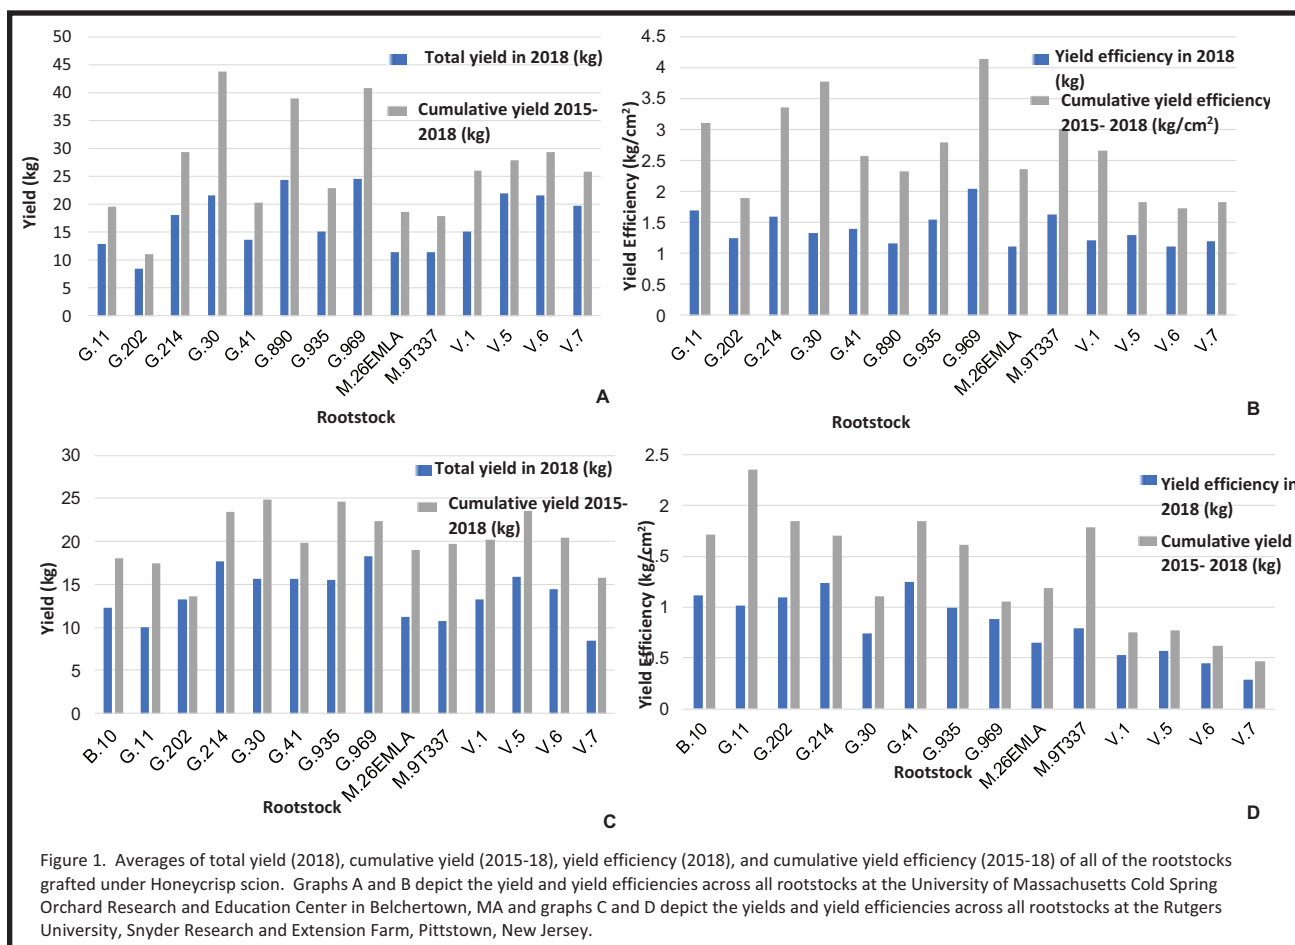 50
45
40
35
30
25
20
15
10
5
0
Yield (kg)
Total yield in 2018 (kg)
Cumulative yield 2015-
2018 (kg)
G.11
G.202
G.214
G.30
G.41
G.890
G.935
G.969
M.26EMLA
M.9T337
V.1
V.5
V.6
V.7
Rootstock
A
4.5
4
3.5
3
2.5
2
1.5
1
0.5
0
Yield Efficiency (kg/cm²)
Yield efficiency in 2018
(kg)
Cumulative yield efficiency
2015- 2018 (kg/cm²)
G.11
G.202
G.214
G.30
G.41
G.890
G.935
G.969
M.26EMLA
M.9T337
V.1
V.5
V.6
V.7
Rootstock
B
30
25
20
15
10
5
0
Yield (kg)
Total yield in 2018 (kg)
Cumulative yield 2015-
2018 (kg)
B.10
G.11
G.202
G.214
G.30
G.41
G.935
G.969
M.26EMLA
M.9T337
V.1
V.5
V.6
V.7
Rootstock
C
2.5
2
1.5
1
0.5
0
Yield Efficiency (kg/cm²)
Yield efficiency in
2018 (kg)
Cumulative yield
2015- 2018 (kg)
B.10
G.11
G.202
G.214
G.30
G.41
G.935
G.969
M.26EMLA
M.9T337
V.1
V.5
V.6
V.7
Rootstock
D
Figure 1. Averages of total yield (2018), cumulative yield (2015-18), yield efficiency (2018), and cumulative yield efficiency (2015-18) of all of the rootstocks
grafted under Honeycrisp scion. Graphs A and B depict the yield and yield efficiencies across all rootstocks at the University of Massachusetts Cold Spring
Orchard Research and Education Center in Belchertown, MA and graphs C and D depict the yields and yield efficiencies across all rootstocks at the Rutgers
University, Snyder Research and Extension Farm, Pittstown, New Jersey.